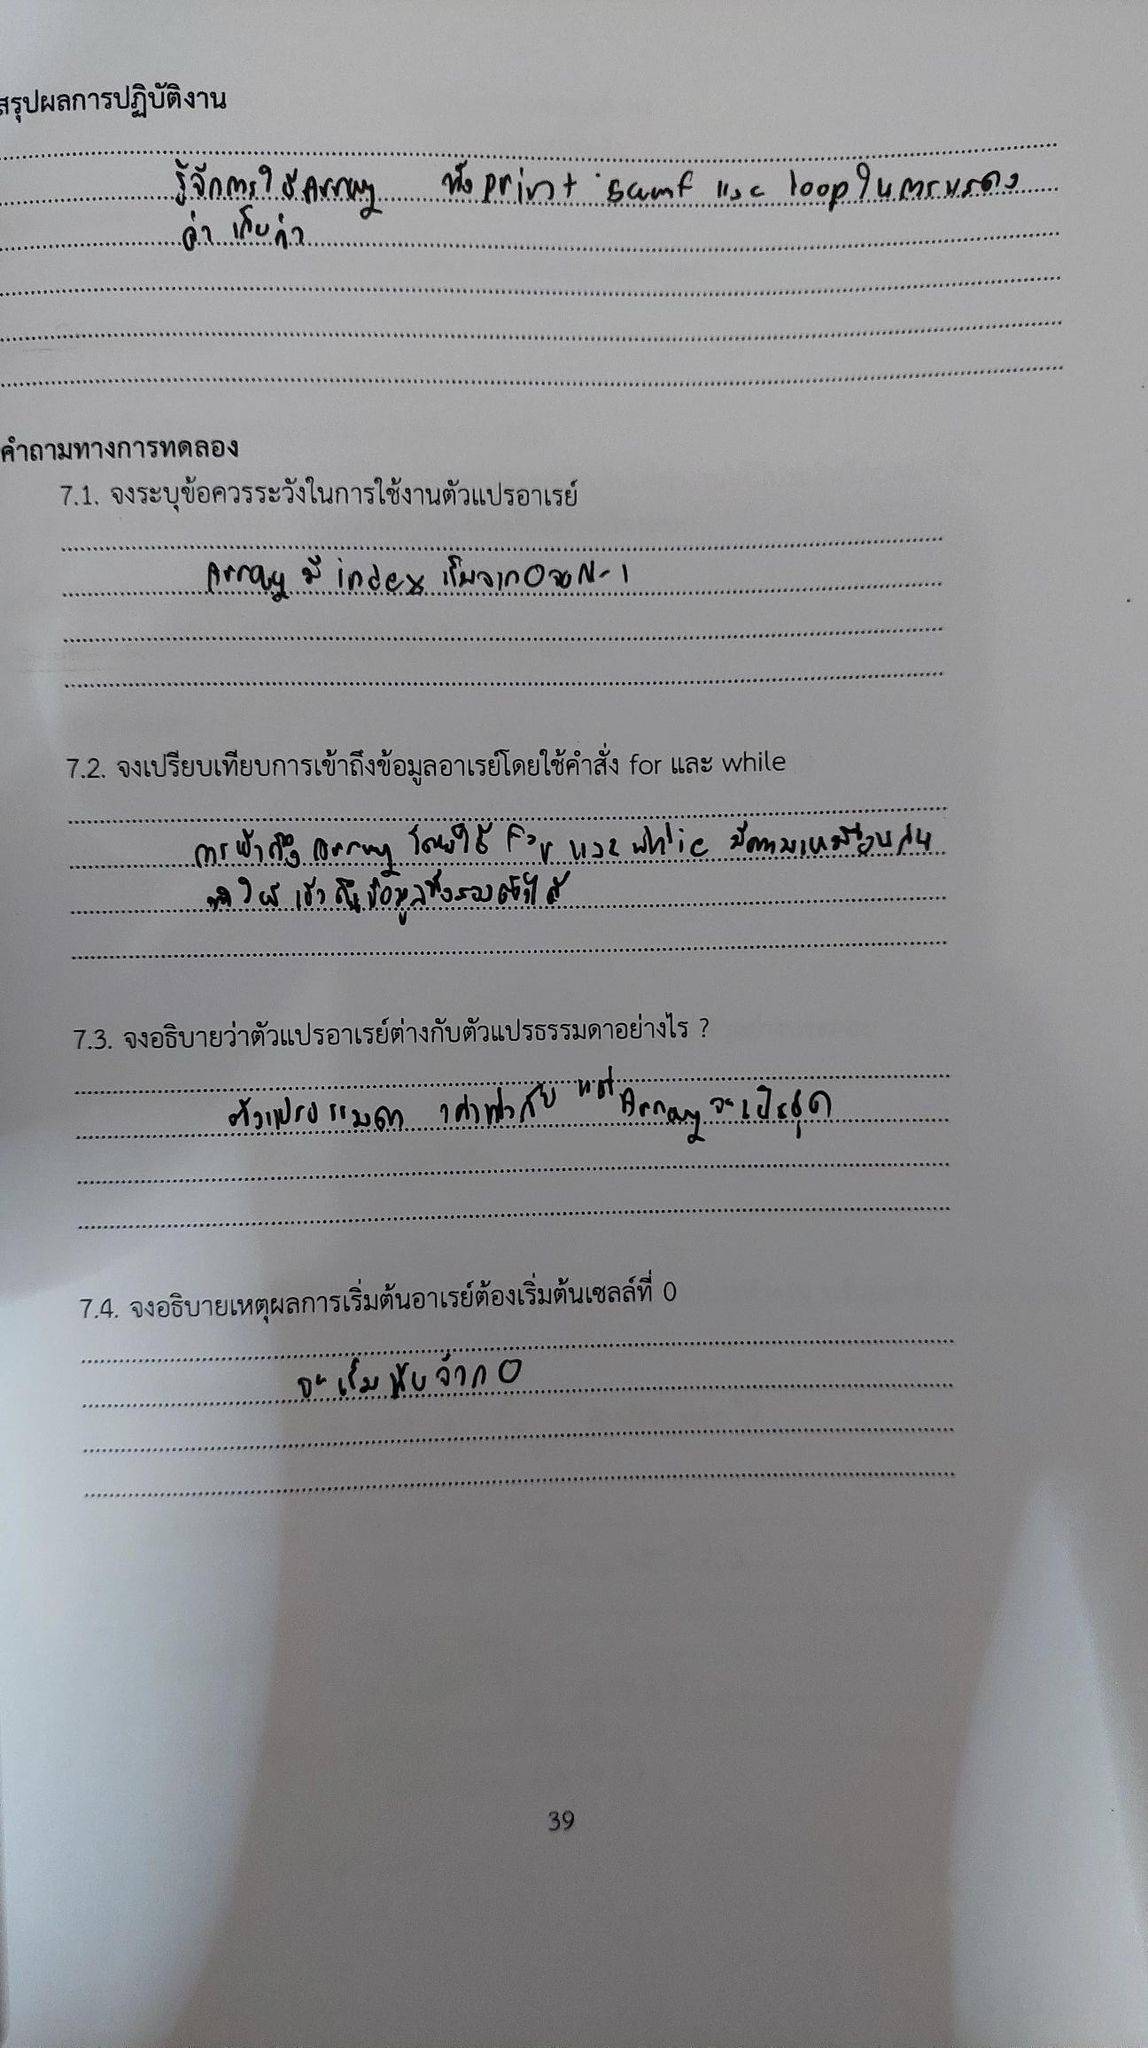 สรุปผลการปฏิบัติงาน
รู้จักการใช้ Array ทั้ง print scanf และ loop ในการแสดง
ค่า เก็บค่า
คำถามทางการทดลอง
7.1. จงระบุข้อควรระวังในการใช้งานตัวแปรอาเรย์
Array มี index เริ่มจาก 0 จน N-1
7.2. จงเปรียบเทียบการเข้าถึงข้อมูลอาเรย์โดยใช้คำสั่ง for และ while
การเข้าถึง array โดยใช้ For และ while มีความเหมือนกัน
ทำให้ เข้าถึงข้อมูลทั้งสองตัวได้
7.3. จงอธิบายว่าตัวแปรอาเรย์ต่างกับตัวแปรธรรมดาอย่างไร ?
ตัวแปรธรรมดา แต่ Array จะเป็นชุด
7.4. จงอธิบายเหตุผลการเริ่มต้นอาเรย์ต้องเริ่มต้นเซลล์ที่ 0
จะเริ่มนับจาก 0
39